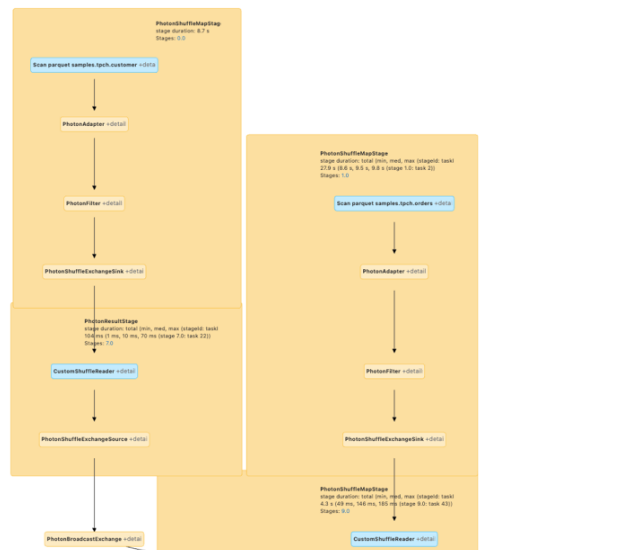 PhotonShuffleMapStag
stage duration: 8.7 s
Stages: 0.0
Scan parquet samples.tpch.customer +deta
PhotonAdapter +detail
PhotonFilter +detail
PhotonShuffleExchangeSink +detai
PhotonResultStage
stage duration: total (min, med, max (stageId: taskI
104 ms (1 ms, 10 ms, 70 ms (stage 7.0: task 22))
Stages: 7.0
CustomShuffleReader +detail
PhotonShuffleExchangeSource +detai
PhotonBroadcastExchange +detai
PhotonShuffleMapStage
stage duration: total (min, med, max (stageId: taskI
27.9 s (8.6 s, 9.5 s, 9.8 s (stage 1.0: task 2))
Stages: 1.0
Scan parquet samples.tpch.orders +deta
PhotonAdapter +detail
PhotonFilter +detail
PhotonShuffleExchangeSink +detai
PhotonShuffleMapStage
stage duration: total (min, med, max (stageId: taskI
4.3 s (49 ms, 146 ms, 185 ms (stage 9.0: task 43))
Stages: 9.0
CustomShuffleReader +detail